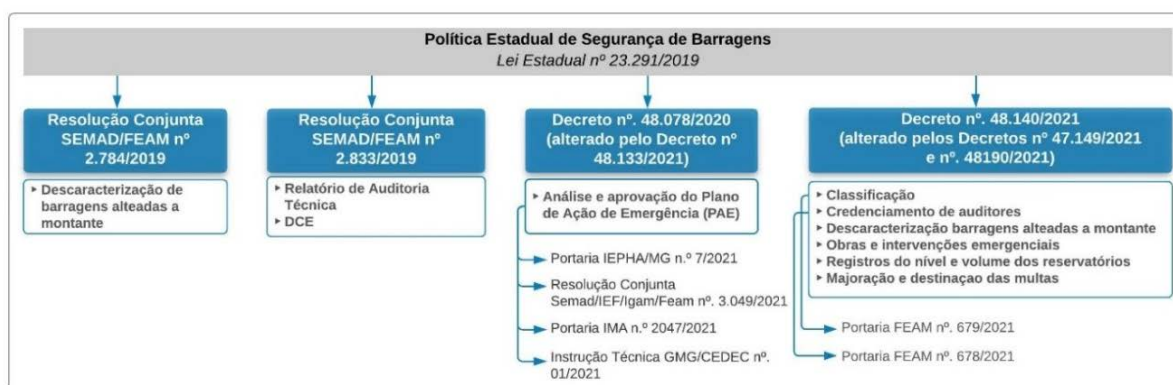 Política Estadual de Segurança de Barragens
Lei Estadual nº 23.291/2019
Resolução Conjunta
SEMAD/FEAM nº
2.784/2019
▸ Descaracterização de
barragens alteadas a
montante
Resolução Conjunta
SEMAD/FEAM nº
2.833/2019
▸ Relatório de Auditoria
Técnica
▸ DCE
Decreto nº. 48.078/2020
(alterado pelo Decreto nº
48.133/2021)
▸ Análise e aprovação do Plano
de Ação de Emergência (PAE)
Portaria IEPHA/MG n.º 7/2021
Resolução Conjunta
Semad/IEF/Igam/Feam nº. 3.049/2021
Portaria IMA n.º 2047/2021
Instrução Técnica GMG/CEDEC nº.
01/2021
Decreto nº. 48.140/2021
(alterado pelos Decretos nº 47.149/2021
e nº. 48190/2021)
▸ Classificação
▸ Credenciamento de auditores
▸ Descaracterização barragens alteadas a montante
▸ Obras e intervenções emergenciais
▸ Registros do nível e volume dos reservatórios
▸ Majoração e destinaçao das multas
Portaria FEAM nº. 679/2021
Portaria FEAM nº. 678/2021